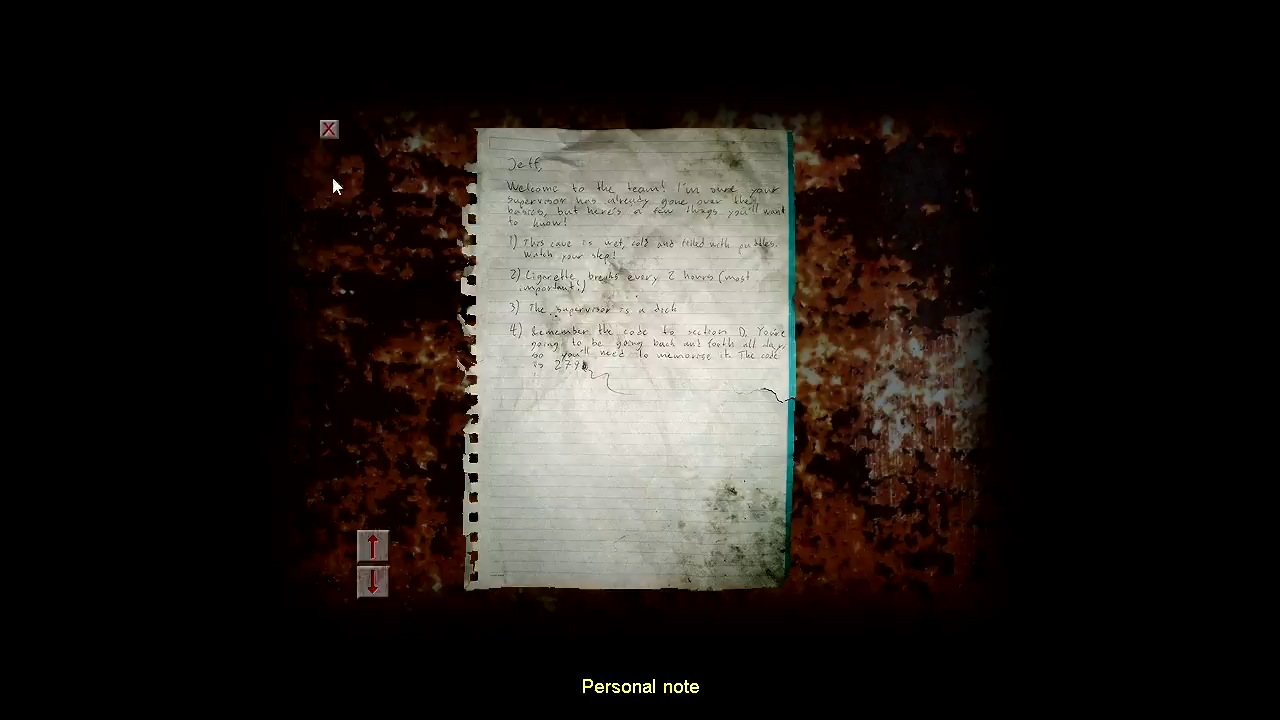 Jeff,
Welcome to the team! I'm sure your
supervisor has already gone over the
basics, but here's a few things you'll want
to know!
1) This cave is wet, cold and filled with puddles.
Watch your step!
2) Cigarette breaks every 2 hours (most
important!)
3) The supervisor is a dick
4) Remember the code to section D. You're
going to be going back and forth all day
so you'll need to memorise it. The code
is 279
Personal note